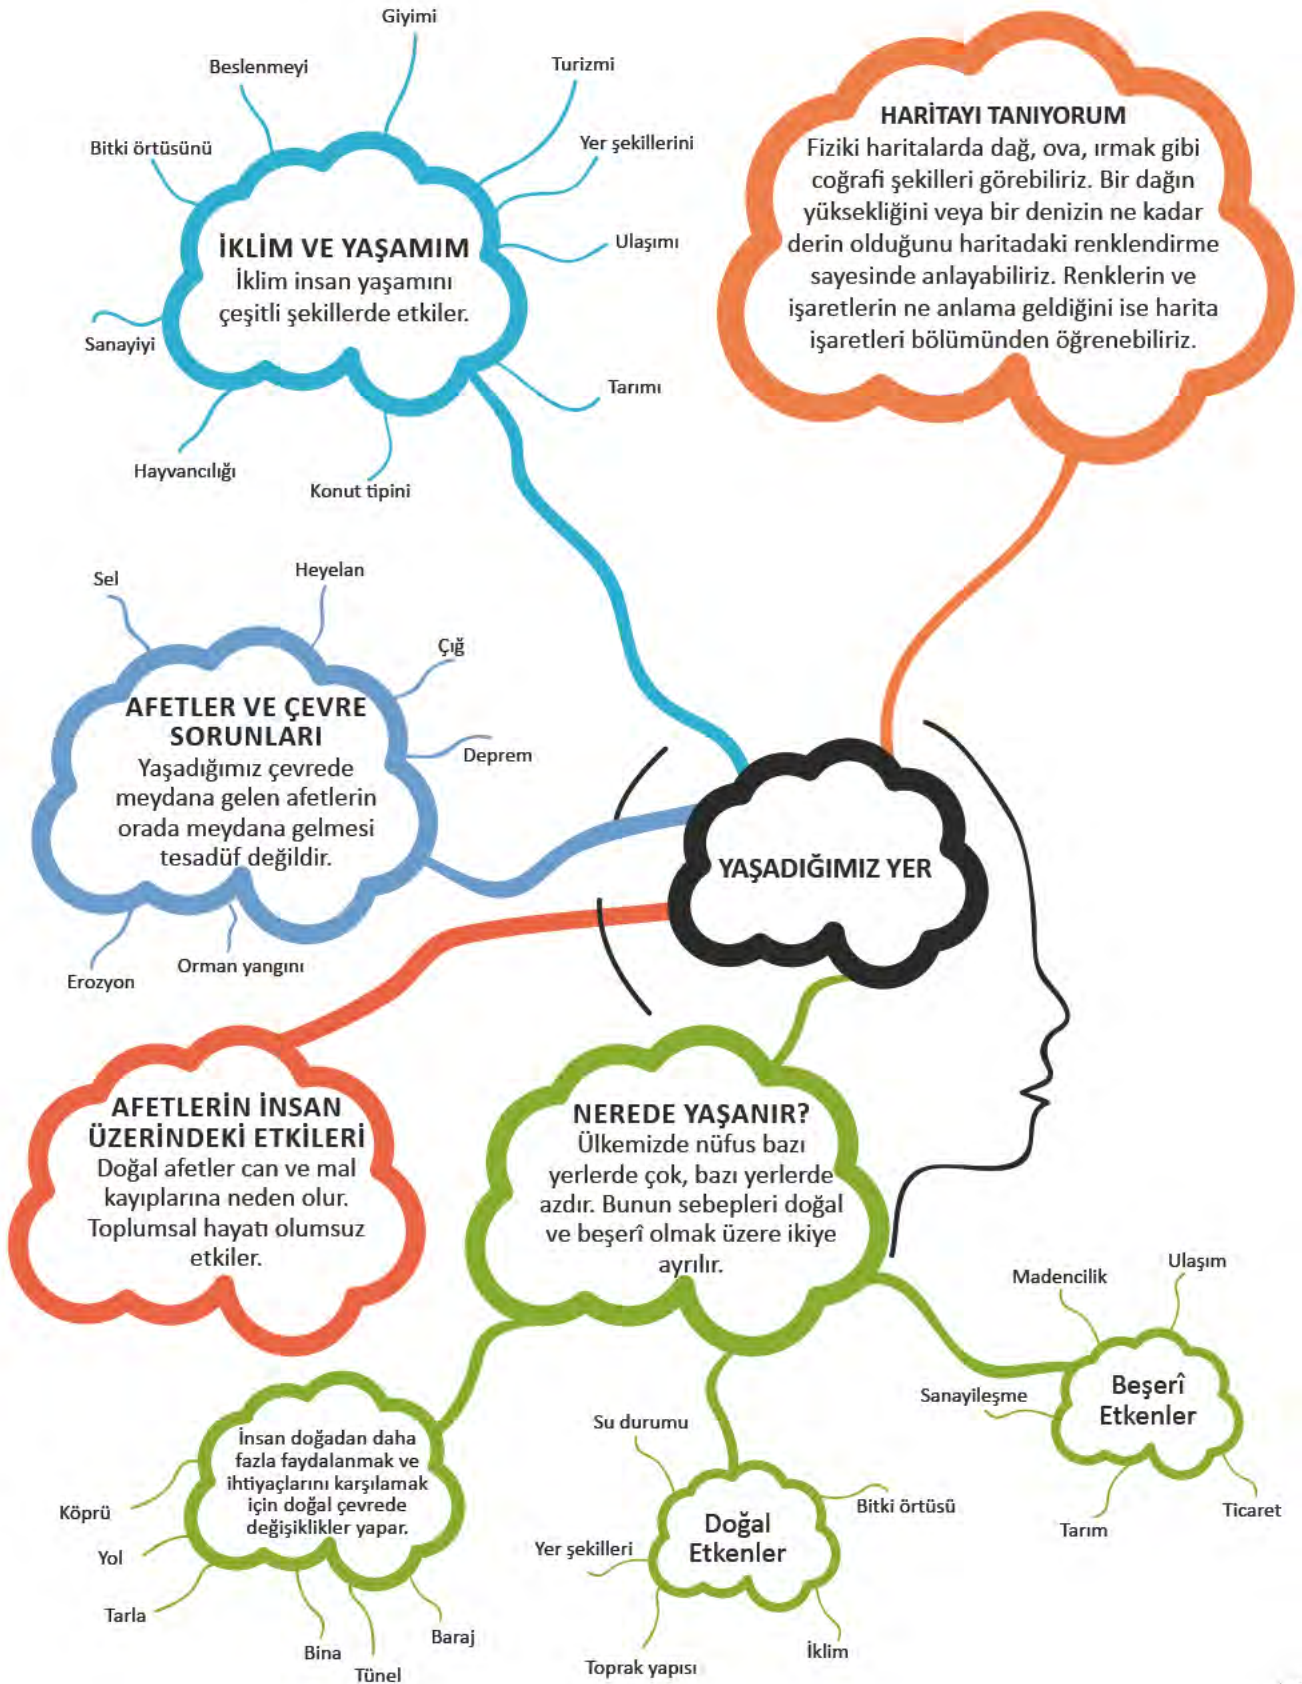 Giyimi
Beslenmeyi
Turizmi
Bitki örtüsünü
Yer şekillerini
Ulaşımı
İKLİM VE YAŞAMIM
İklim insan yaşamını
çeşitli şekillerde etkiler.
Sanayiyi
Tarımı
Hayvancılığı
Konut tipini
HARİTAYI TANIYORUM
Fiziki haritalarda dağ, ova, ırmak gibi
coğrafi şekilleri görebiliriz. Bir dağın
yüksekliğini veya bir denizin ne kadar
derin olduğunu haritadaki renklendirme
sayesinde anlayabiliriz. Renklerin ve
işaretlerin ne anlama geldiğini ise harita
işaretleri bölümünden öğrenebiliriz.
Sel
Heyelan
Çığ
Deprem
AFETLER VE ÇEVRE
SORUNLARI
Yaşadığımız çevrede
meydana gelen afetlerin
orada meydana gelmesi
tesadüf değildir.
Erozyon
Orman yangını
YAŞADIĞIMIZ YER
AFETLERİN İNSAN
ÜZERİNDEKİ ETKİLERİ
Doğal afetler can ve mal
kayıplarına neden olur.
Toplumsal hayatı olumsuz
etkiler.
NEREDE YAŞANIR?
Ülkemizde nüfus bazı
yerlerde çok, bazı yerlerde
azdır. Bunun sebepleri doğal
ve beşerî olmak üzere ikiye
ayrılır.
Madencilik
Ulaşım
Sanayileşme
Beşerî
Etkenler
Tarım
Ticaret
İnsan doğadan daha
fazla faydalanmak ve
ihtiyaçlarını karşılamak
için doğal çevrede
değişiklikler yapar.
Köprü
Yol
Tarla
Bina
Tünel
Baraj
Su durumu
Bitki örtüsü
Doğal
Etkenler
Yer şekilleri
Toprak yapısı
İklim